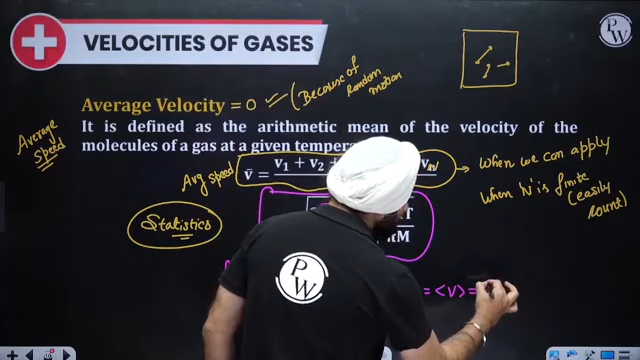 VELOCITIES OF GASES
PW
Average Velocity = 0 (Because of random motion
It is defined as the arithmetic mean of the velocity of the
molecules of a gas at a given temper
Average Speed
Avg speed
v̄ = v₁ + v₂ +
when we can apply
when N is finite
(easily count)
Statistics
πM
= <v> =
PW